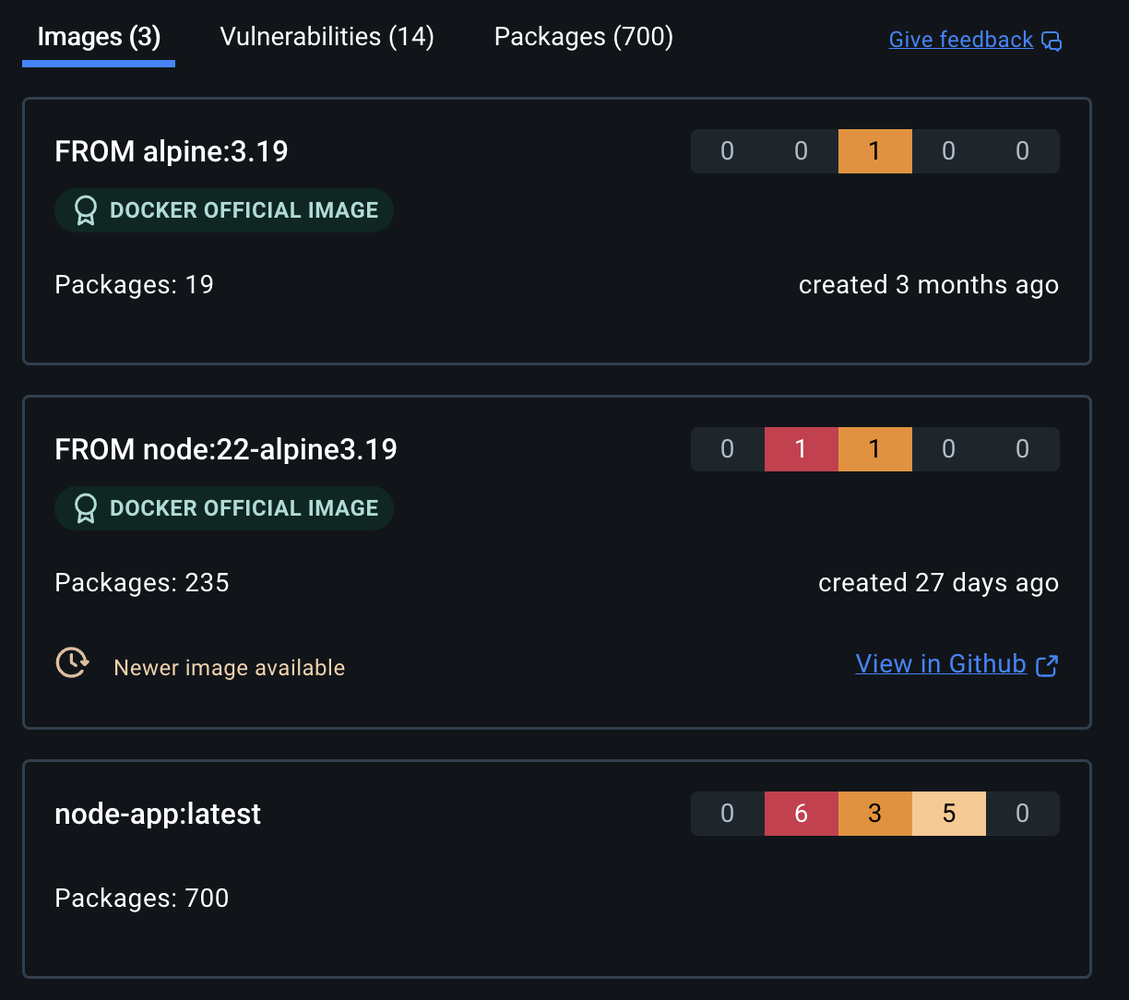 Images (3) Vulnerabilities (14) Packages (700) Give feedback
FROM alpine:3.19 0 0 1 0 0
DOCKER OFFICIAL IMAGE
Packages: 19 created 3 months ago
FROM node:22-alpine3.19 0 1 1 0 0
DOCKER OFFICIAL IMAGE
Packages: 235 created 27 days ago
Newer image available View in Github
node-app:latest 0 6 3 5 0
Packages: 700